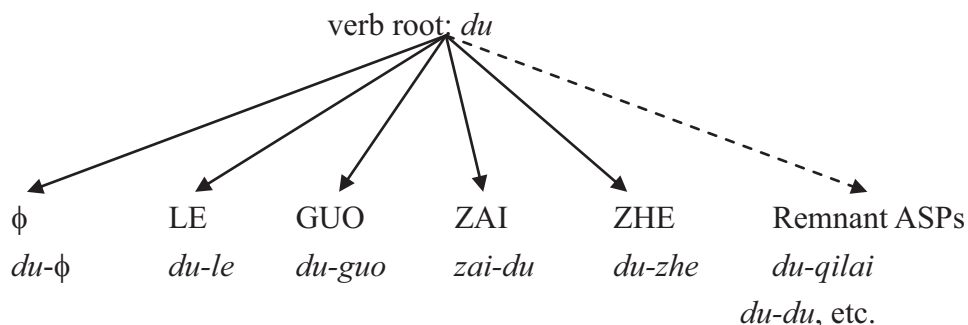 verb root: du
ϕ LE GUO ZAI ZHE Remnant ASPs
du-ϕ du-le du-guo zai-du du-zhe du-qilai
du-du, etc.